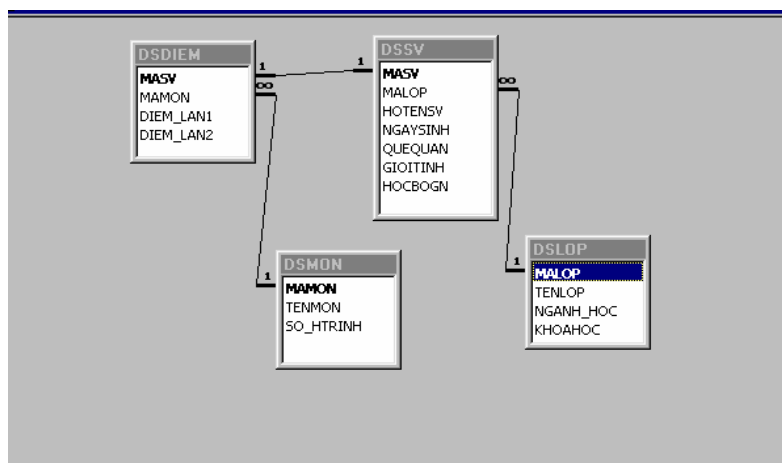 DSDIEM
MASV
MAMON
DIEM_LAN1
DIEM_LAN2
1
∞
1
DSSV
MASV
MALOP
HOTENSV
NGAYSINH
QUEQUAN
GIOITINH
HOCBOGN
∞
1
DSMON
MAMON
TENMON
SO_HTRINH
1
DSLOP
MALOP
TENLOP
NGANH_HOC
KHOAHOC